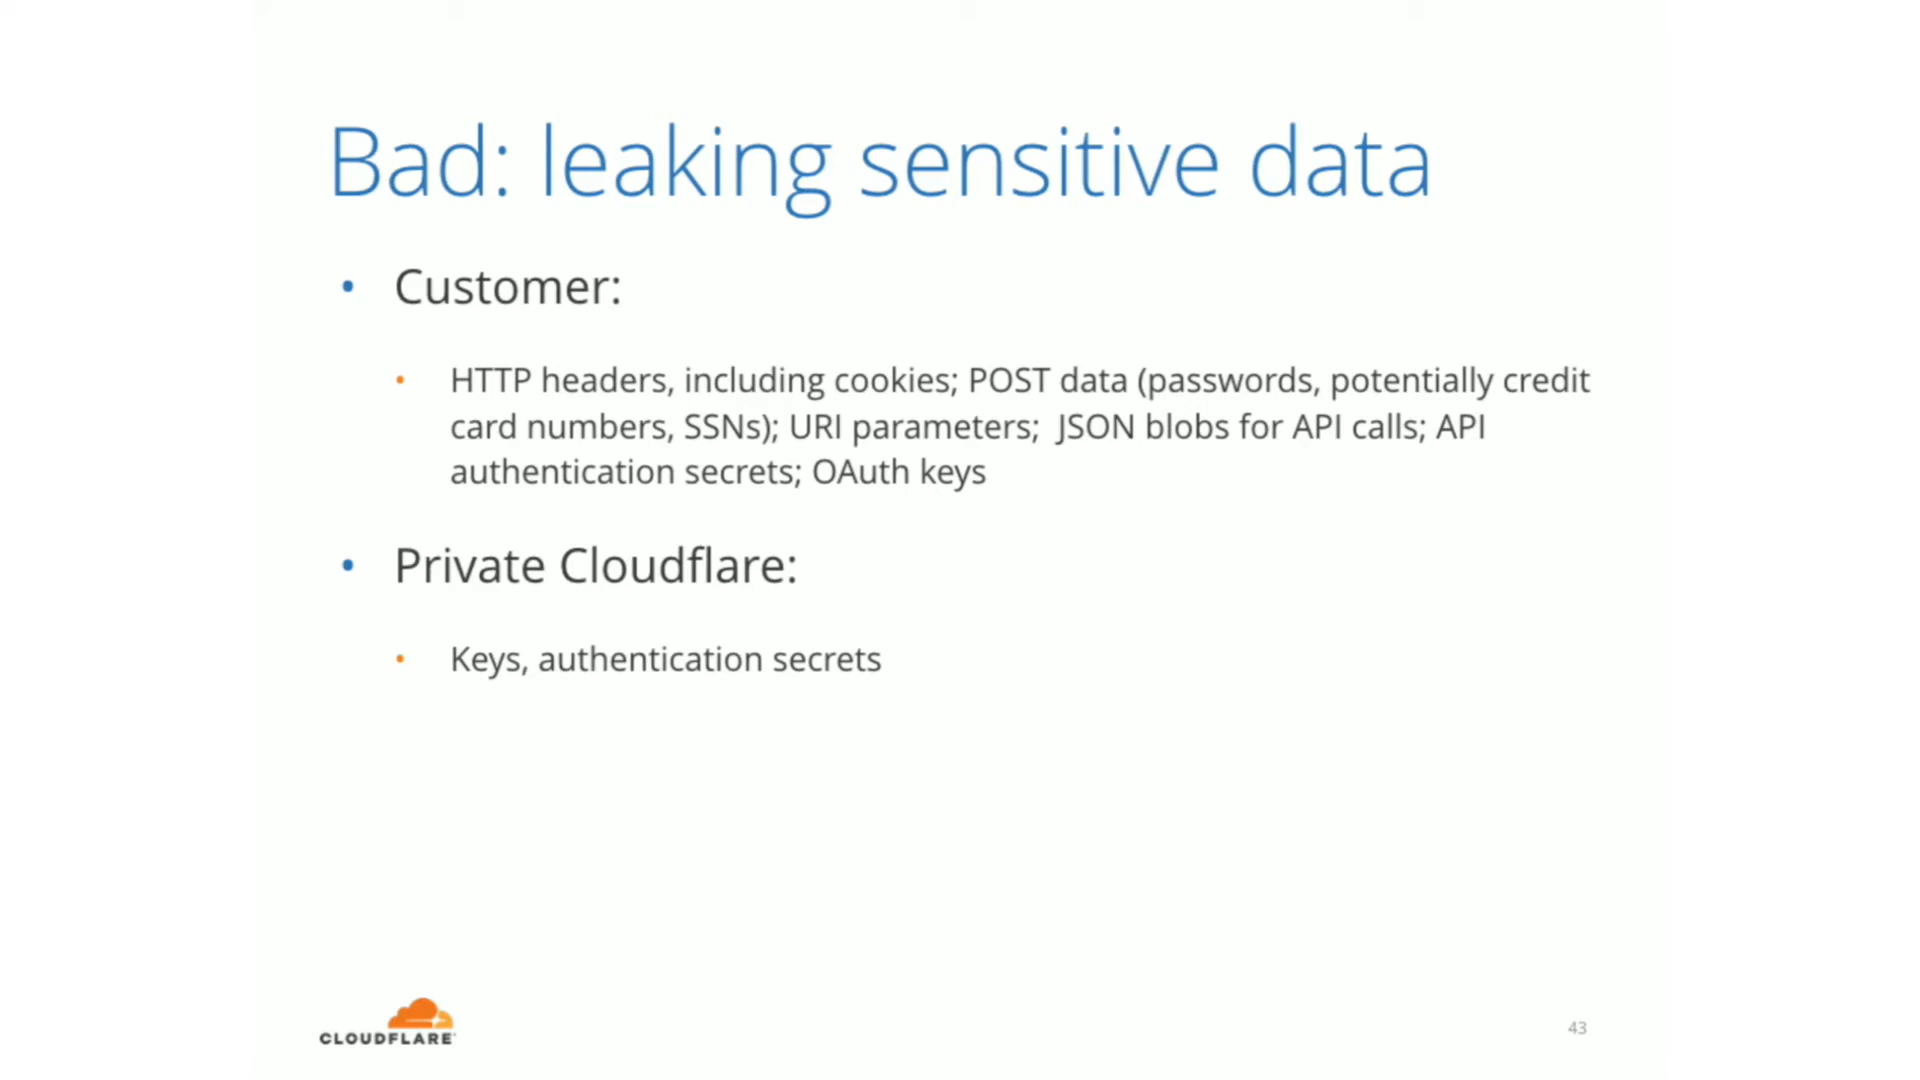 Bad: leaking sensitive data
• Customer:
• HTTP headers, including cookies; POST data (passwords, potentially credit
card numbers, SSNs); URI parameters;  JSON blobs for API calls; API
authentication secrets; OAuth keys
• Private Cloudflare:
• Keys, authentication secrets
CLOUDFLARE
43